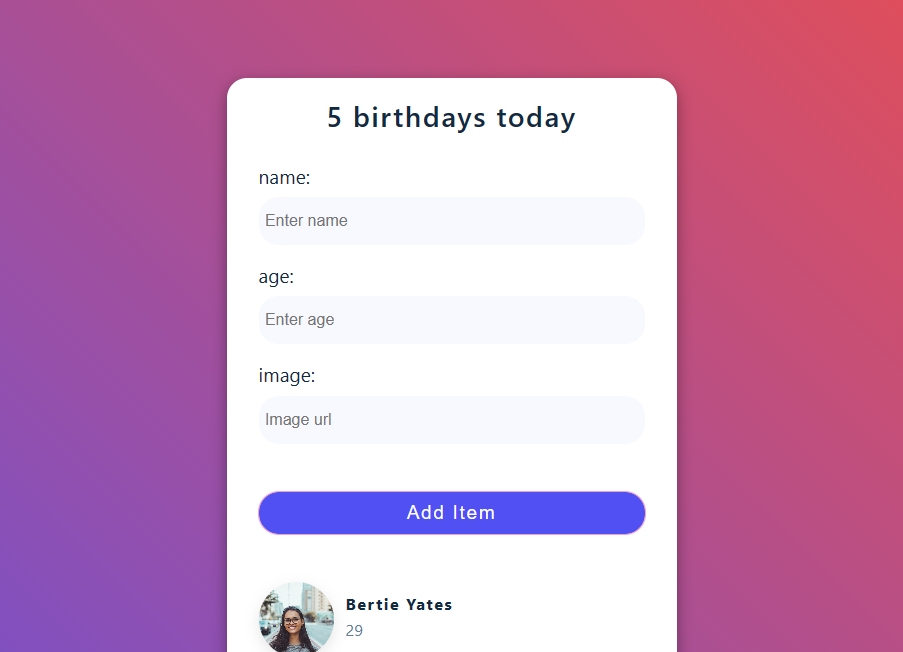 5 birthdays today
name:
Enter name
age:
Enter age
image:
Image url
Add Item
Bertie Yates
29